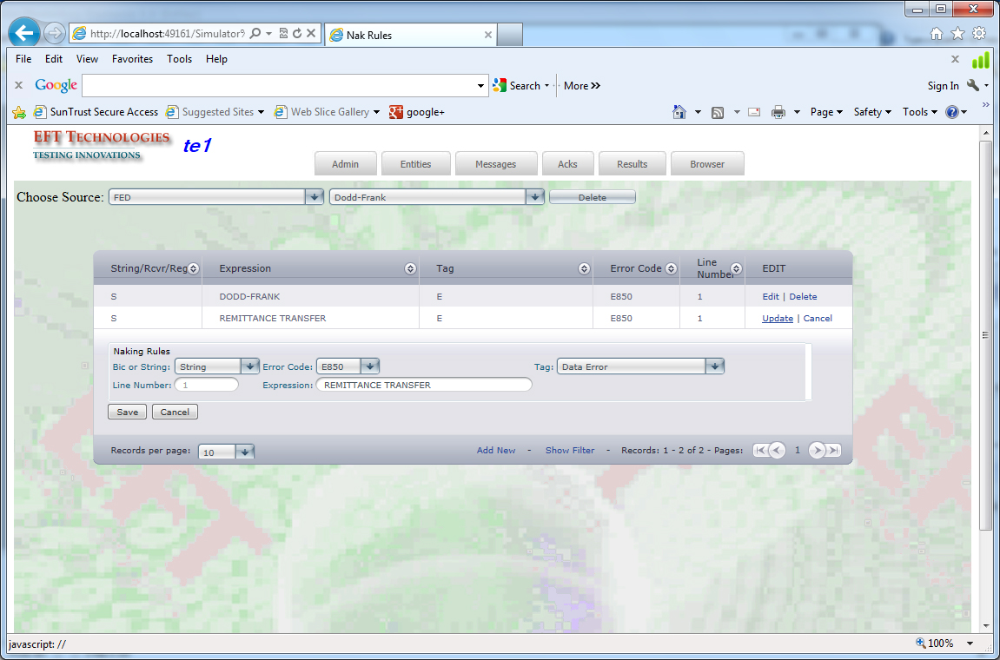 http://localhost:49161/Simulator9
Nak Rules
File Edit View Favorites Tools Help
Google Search More »
Sign In
SunTrust Secure Access Suggested Sites Web Slice Gallery google+
Page Safety Tools
EFT TECHNOLOGIES
TESTING INNOVATIONS
te1
Admin Entities Messages Acks Results Browser
Choose Source: FED Dodd-Frank Delete
String/Rcvr/Reg Expression Tag Error Code Line Number EDIT
S DODD-FRANK E E850 1 Edit | Delete
S REMITTANCE TRANSFER E E850 1 Update | Cancel
Naking Rules
Bic or String: String Error Code: E850 Tag: Data Error
Line Number: 1 Expression: REMITTANCE TRANSFER
Save Cancel
Records per page: 10 Add New - Show Filter - Records: 1 - 2 of 2 - Pages: 1
javascript: //
100%